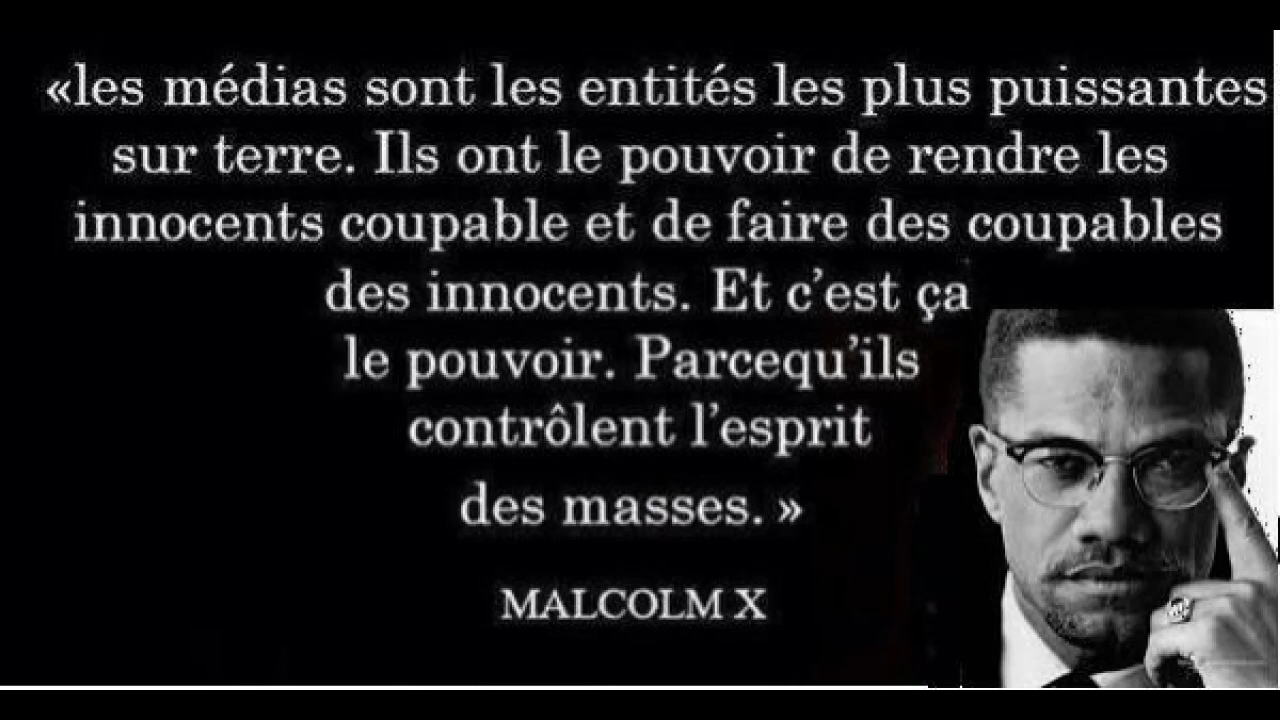 «les médias sont les entités les plus puissantes
sur terre. Ils ont le pouvoir de rendre les
innocents coupable et de faire des coupables
des innocents. Et c’est ça
le pouvoir. Parcequ’ils
contrôlent l’esprit
des masses. »
MALCOLM X